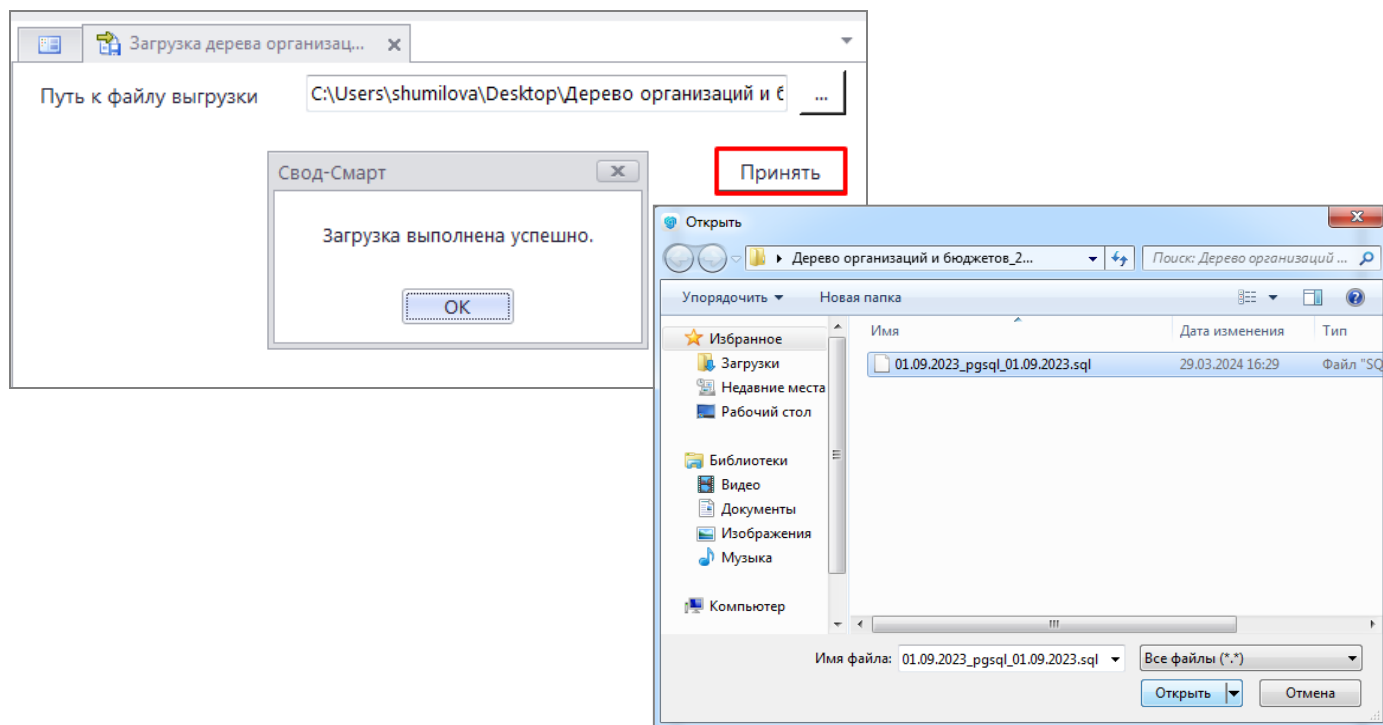 Загрузка дерева организац...
Путь к файлу выгрузки
C:\Users\shumilova\Desktop\Дерево организаций и б
...
Свод-Смарт
Принять
Загрузка выполнена успешно.
ОК
Открыть
Дерево организаций и бюджетов_2...
Поиск: Дерево организаций ...
Упорядочить
Новая папка
Имя
Дата изменения
Тип
Избранное
Загрузки
01.09.2023_pgsql_01.09.2023.sql
29.03.2024 16:29
Файл "SQ
Недавние места
Рабочий стол
Библиотеки
Видео
Документы
Изображения
Музыка
Компьютер
Имя файла:
01.09.2023_pgsql_01.09.2023.sql
Все файлы (*.*)
Открыть
Отмена